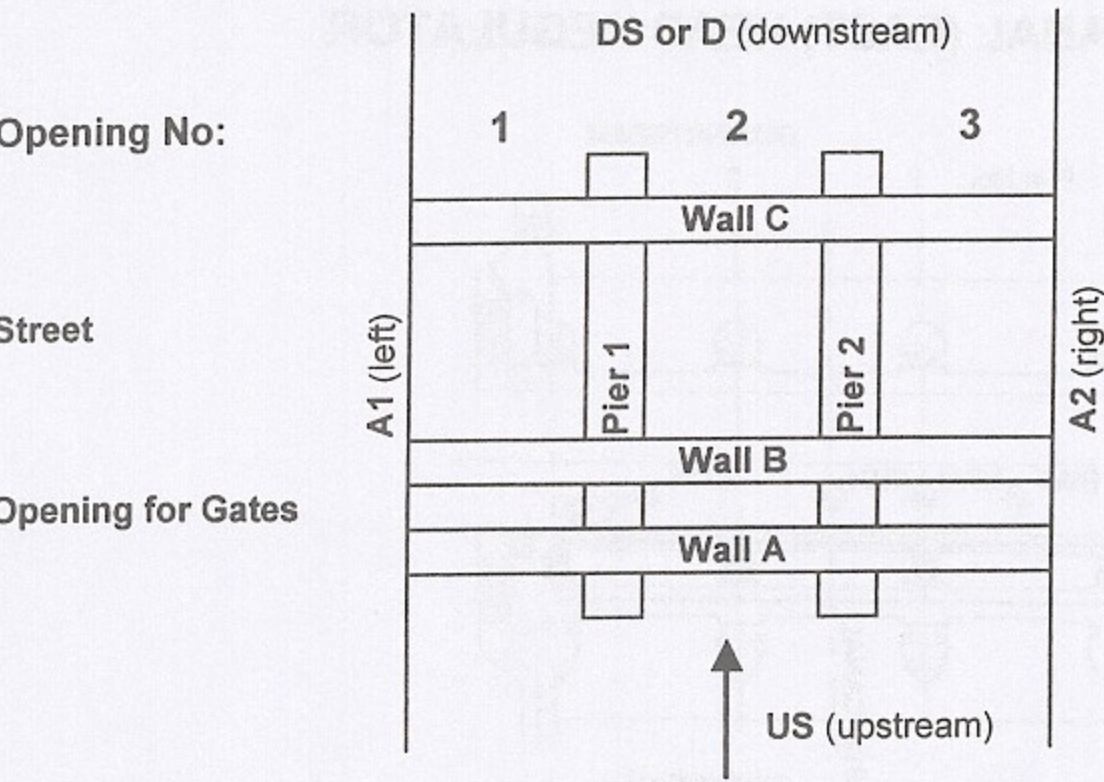 DS or D (downstream)
Opening No:
1 2 3
Wall C
Street
A1 (left)
Pier 1
Pier 2
A2 (right)
Wall B
Opening for Gates
Wall A
US (upstream)